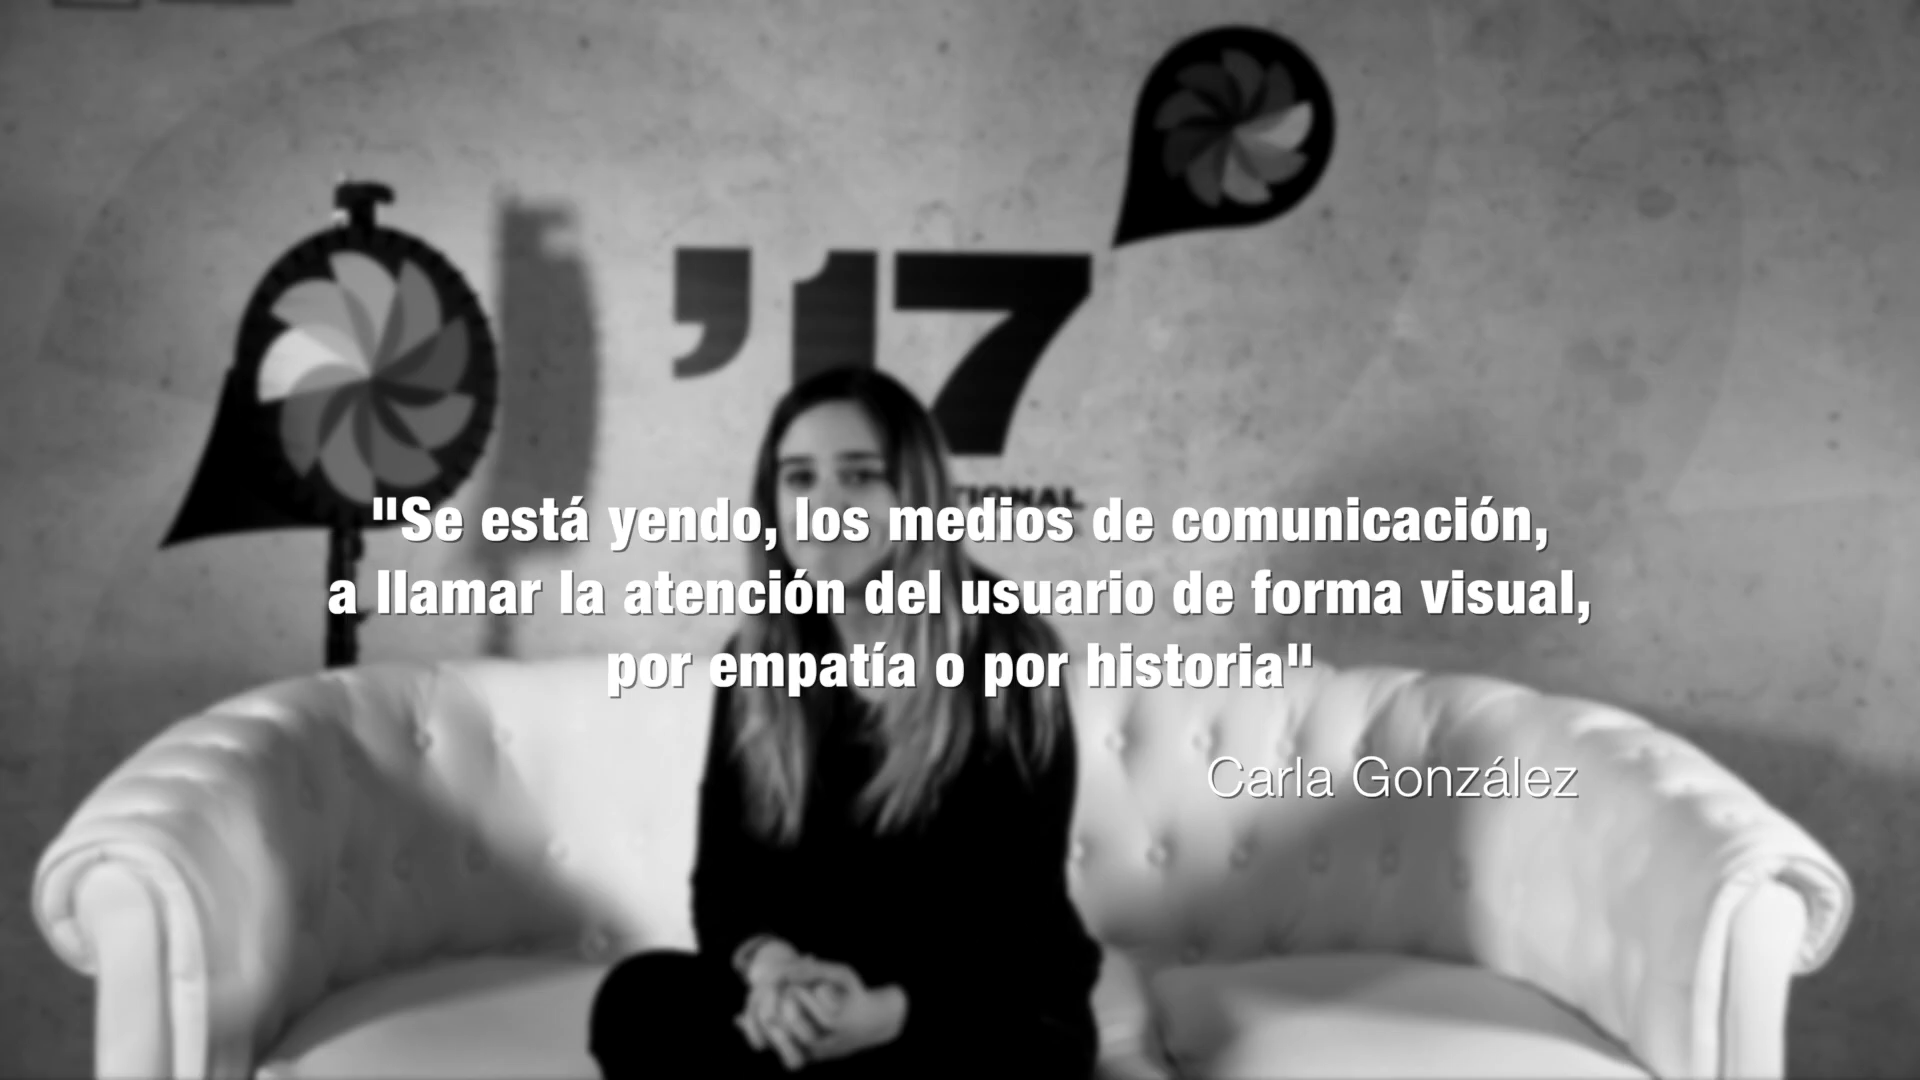 ’17
"Se está yendo, los medios de comunicación,
a llamar la atención del usuario de forma visual,
por empatía o por historia"
Carla González